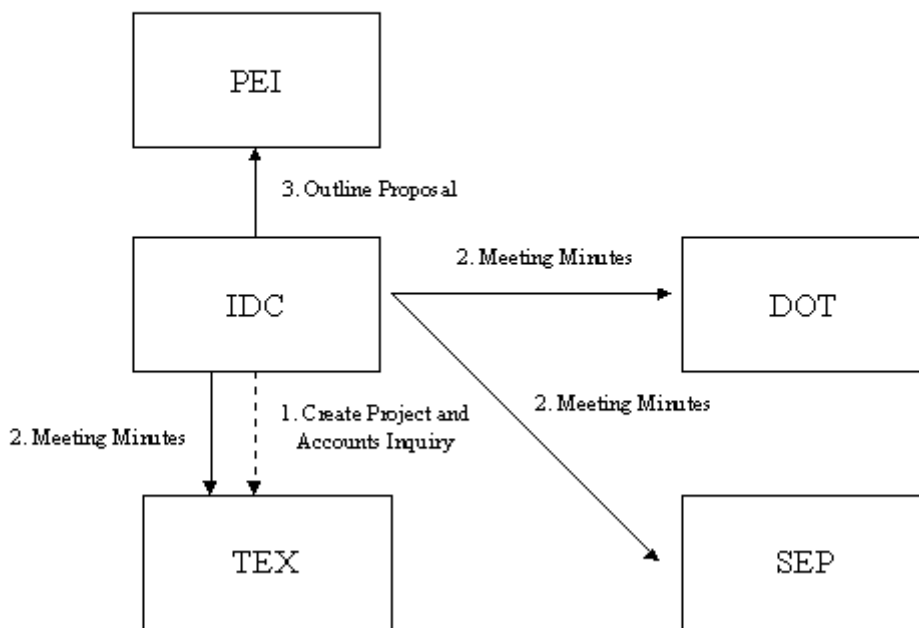 PEI
3. Outline Proposal
IDC
2. Meeting Minutes
DOT
2. Meeting Minutes
1. Create Project and
Accounts Inquiry
2. Meeting Minutes
TEX
SEP